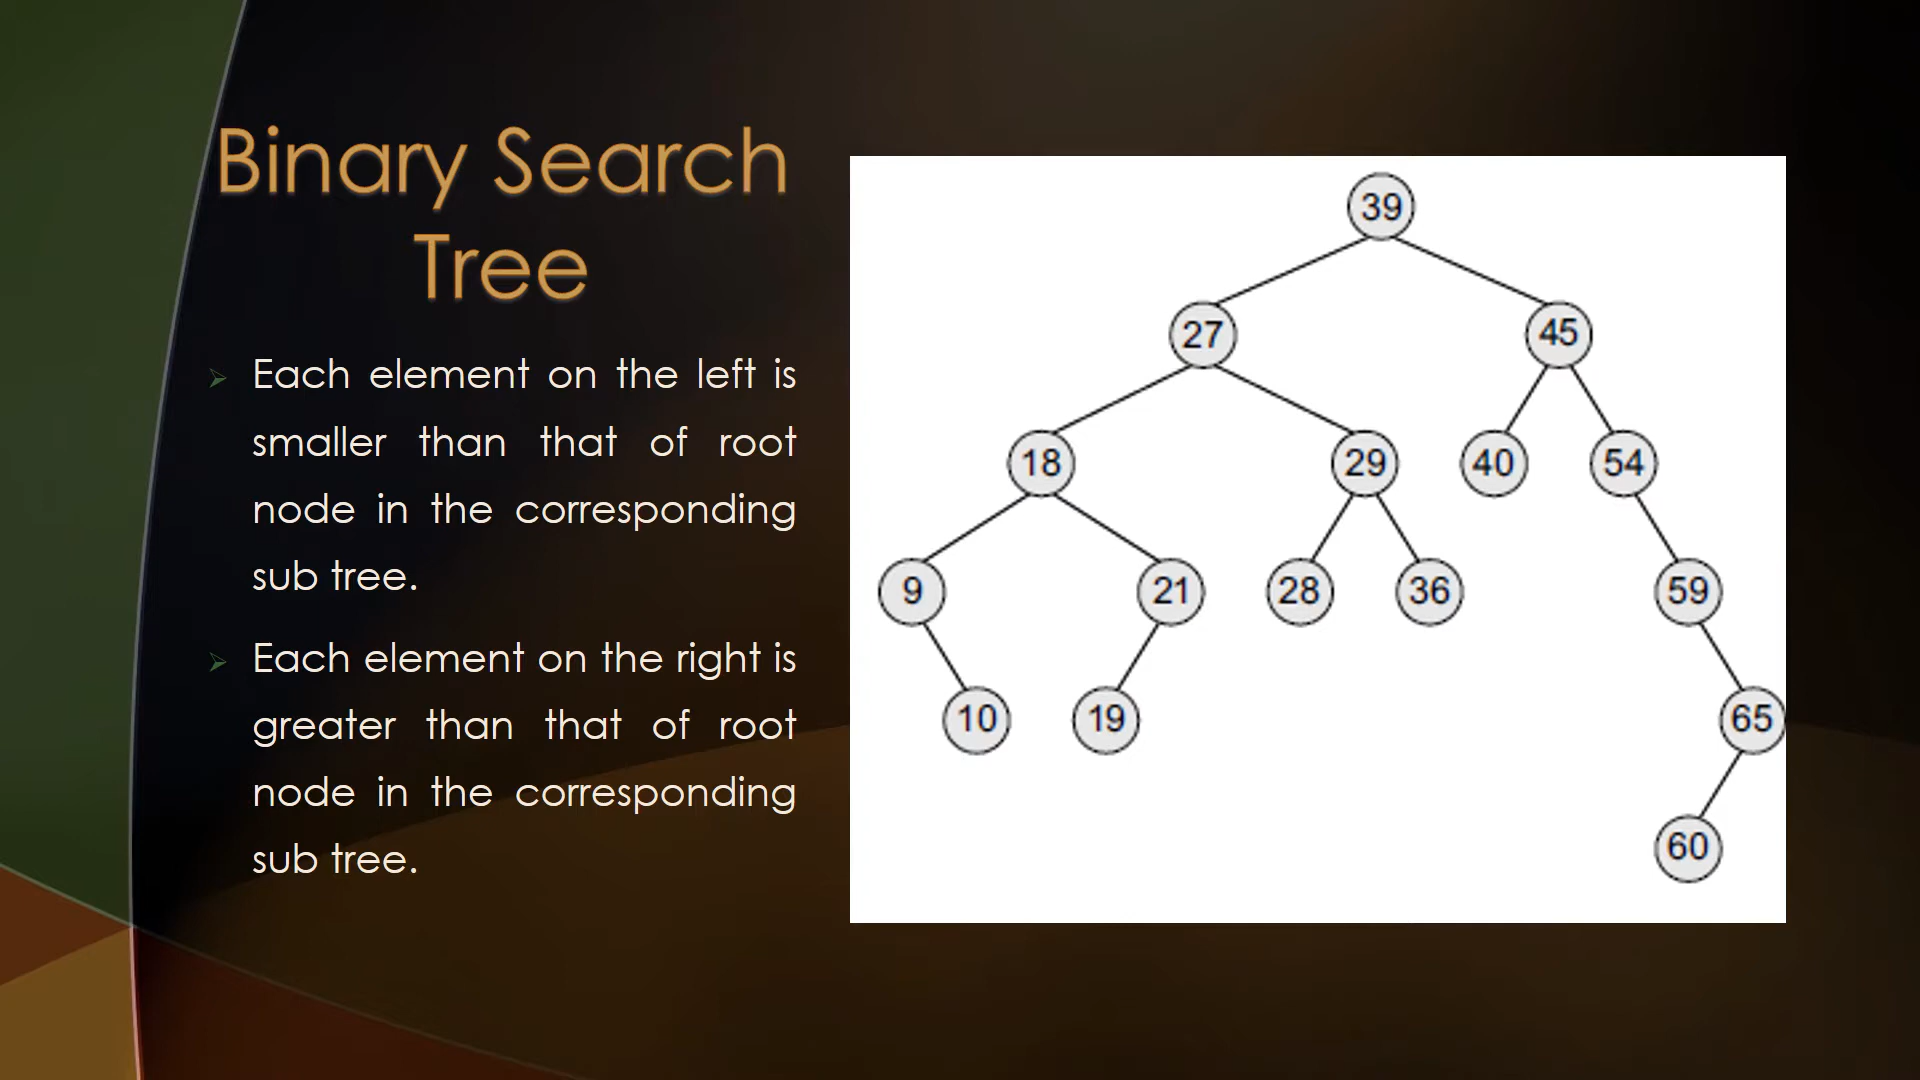 Binary Search
Tree
Each element on the left is
smaller than that of root
node in the corresponding
sub tree.
Each element on the right is
greater than that of root
node in the corresponding
sub tree.
39
27 45
18 29 40 54
9 21 28 36 59
10 19 65
60